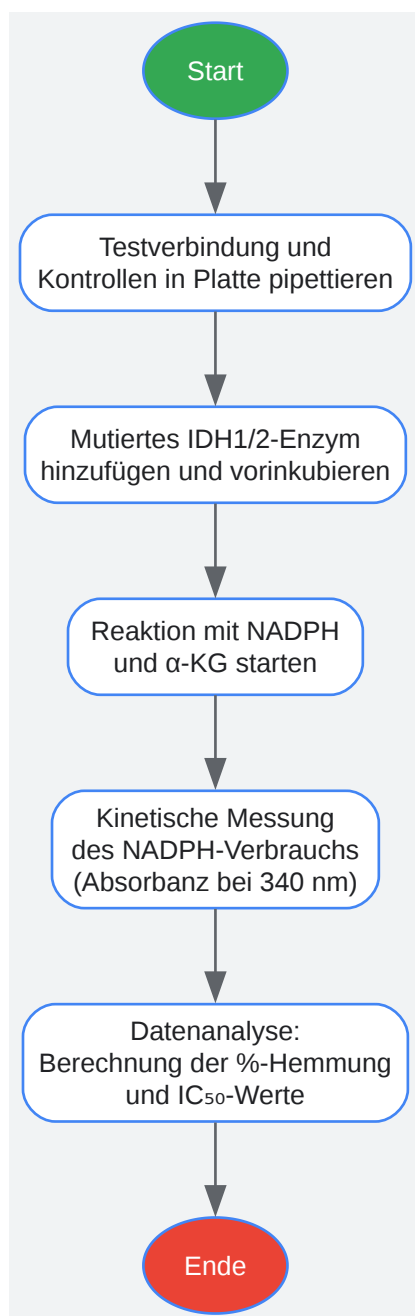 Start
Testverbindung und
Kontrollen in Platte pipettieren
Mutiertes IDH1/2-Enzym
hinzufügen und vorinkubieren
Reaktion mit NADPH
und α-KG starten
Kinetische Messung
des NADPH-Verbrauchs
(Absorbanz bei 340 nm)
Datenanalyse:
Berechnung der %-Hemmung
und IC₅₀-Werte
Ende